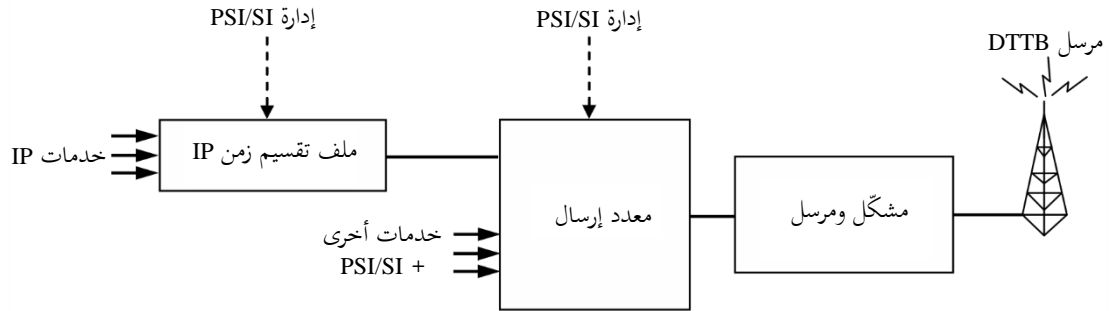 إدارة PSI/SI
إدارة PSI/SI
مرسل DTTB
خدمات IP
ملف تقسيم زمن IP
معدد إرسال
مشكّل ومرسل
خدمات أخرى
PSI/SI +